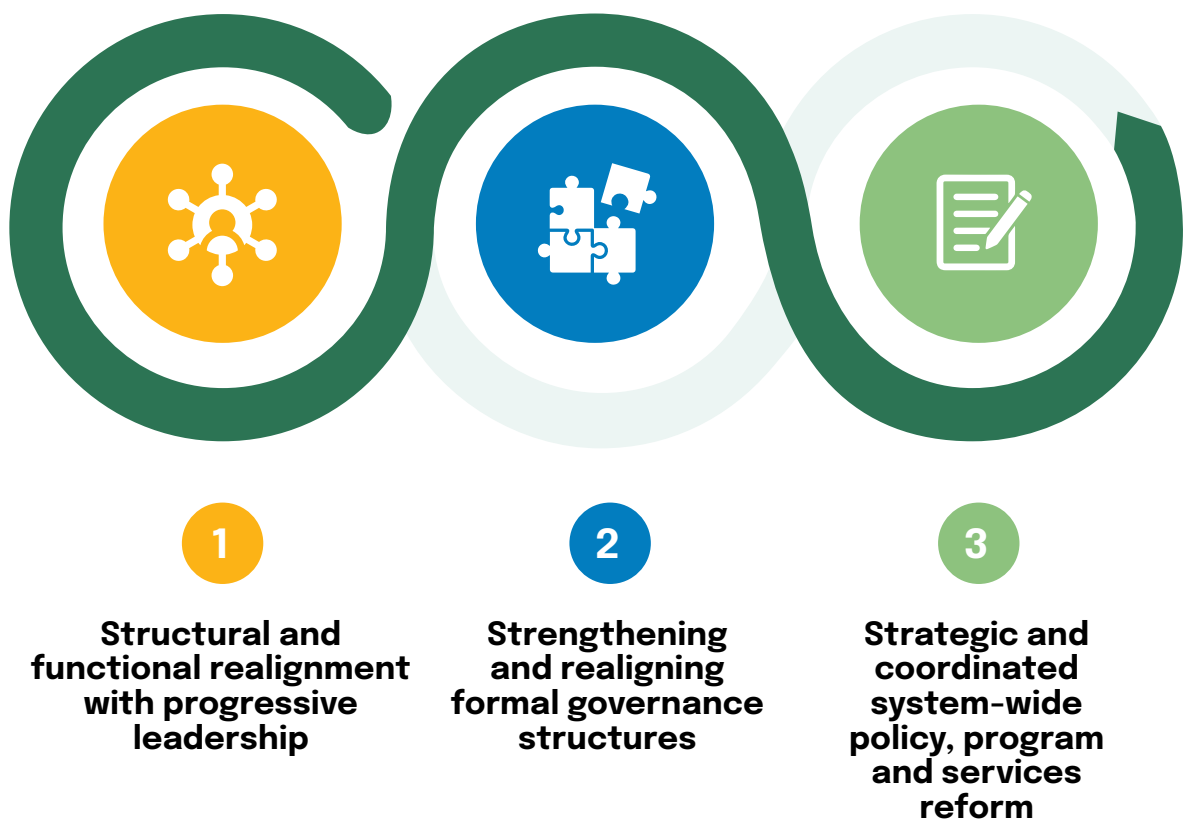 1
Structural and
functional realignment
with progressive
leadership
2
Strengthening
and realigning
formal governance
structures
3
Strategic and
coordinated
system-wide
policy, program
and services
reform